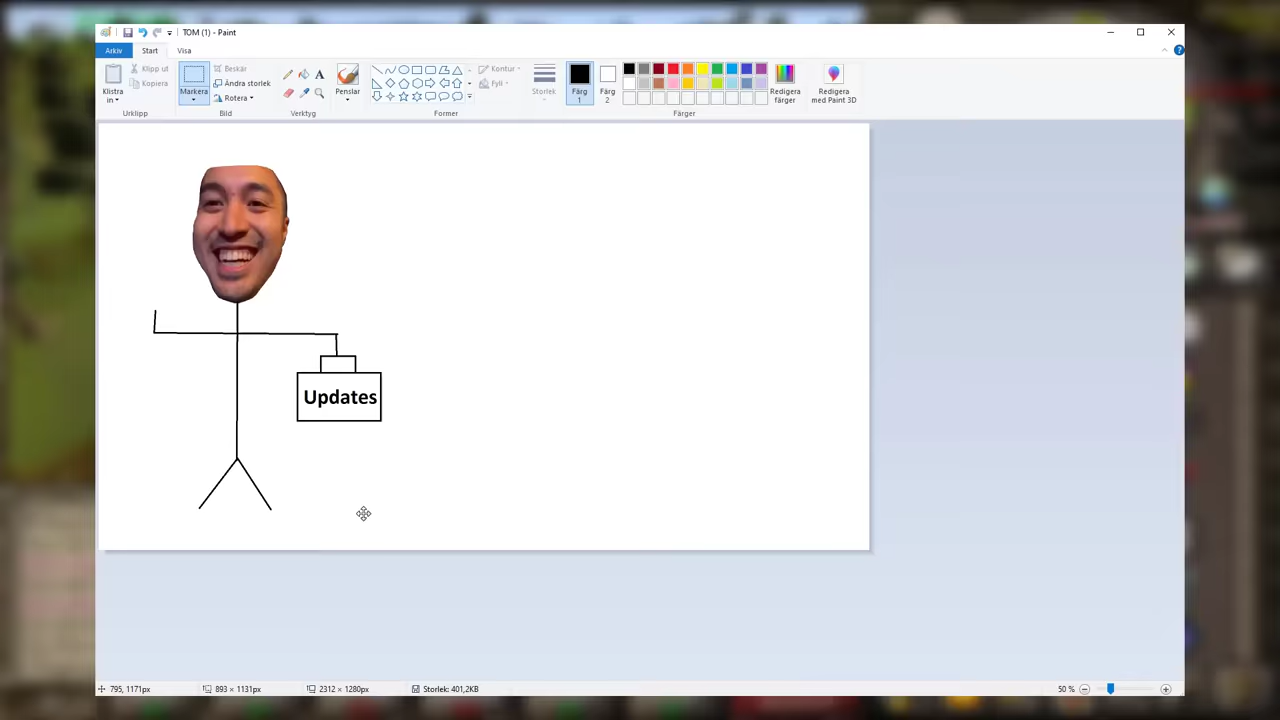 TOM (1) - Paint
Arkiv Start Visa
Klistra in
Klipp ut
Kopiera
Urklipp
Markera
Beskär
Ändra storlek
Rotera
Bild
A
Verktyg
Penslar
Kontur
Fyll
Former
Storlek
Färg 1
Färg 2
Redigera färger
Redigera med Paint 3D
Färger
Updates
795, 1171px 893 × 1131px 2312 × 1280px Storlek: 401,2KB 50 %